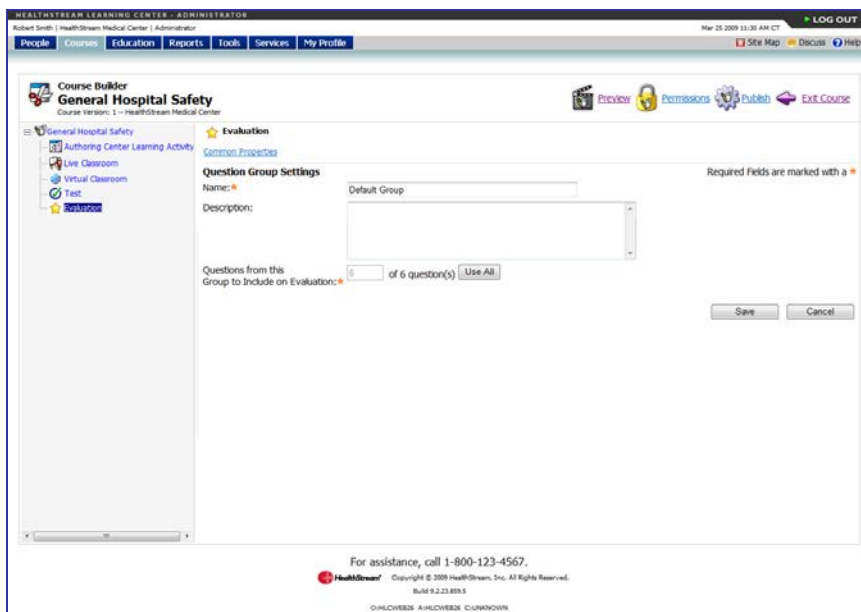 HEALTHSTREAM LEARNING CENTER - ADMINISTRATOR
Robert Smith | HealthStream Medical Center | Administrator
Mar 25 2009 11:30 AM CT
LOG OUT
People Courses Education Reports Tools Services My Profile
Site Map Discuss Help
Course Builder
General Hospital Safety
Course Version: 1 -- HealthStream Medical Center
Preview Permissions Publish Exit Course
General Hospital Safety
Authoring Center Learning Activity
Live Classroom
Virtual Classroom
Test
Evaluation
Evaluation
Common Properties
Question Group Settings
Required Fields are marked with a *
Name:*
Default Group
Description:
Questions from this
Group to Include on Evaluation:*
6 of 6 question(s) Use All
Save Cancel
For assistance, call 1-800-123-4567.
HealthStream Copyright © 2009 HealthStream, Inc. All Rights Reserved.
Build 9.2.23.859.5
O:HLCWEB26 A:HLCWEB26 C:UNKNOWN